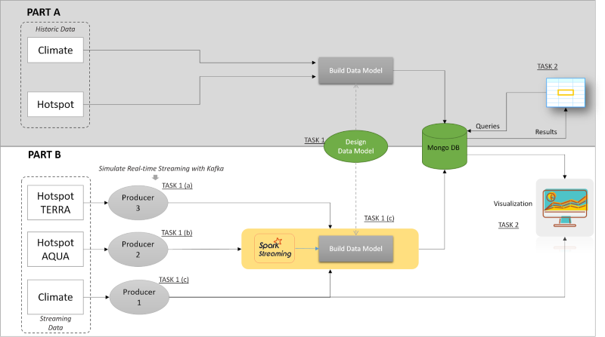 PART A
Historic Data
Climate
Hotspot
Build Data Model
TASK 2
Queries
Results
Mongo DB
TASK 1
Design
Data Model
PART B
Simulate Real-time Streaming with Kafka
Hotspot
TERRA
Producer
3
TASK 1 (a)
Hotspot
AQUA
Producer
2
TASK 1 (b)
Spark
Streaming
Build Data Model
TASK 1 (c)
Visualization
TASK 2
Climate
Producer
1
TASK 1 (c)
Streaming
Data